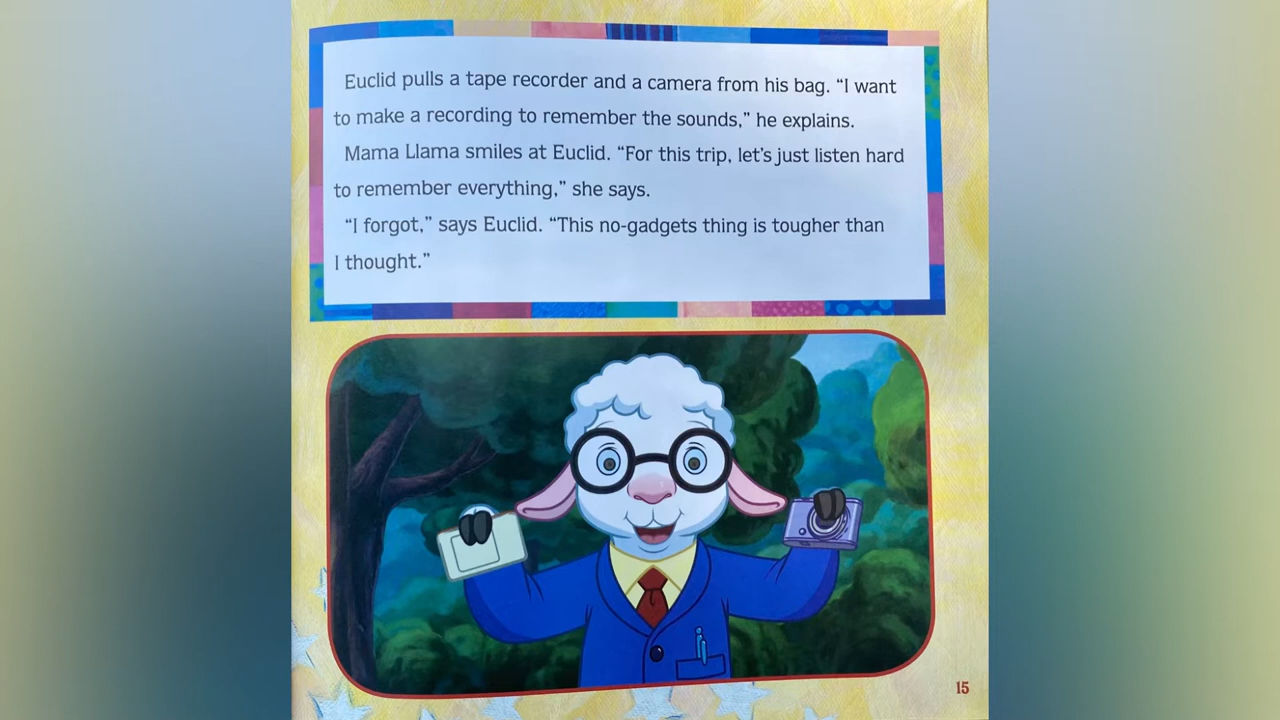 Euclid pulls a tape recorder and a camera from his bag. “I want
to make a recording to remember the sounds,” he explains.
Mama Llama smiles at Euclid. “For this trip, let’s just listen hard
to remember everything,” she says.
“I forgot,” says Euclid. “This no-gadgets thing is tougher than
I thought.”
15